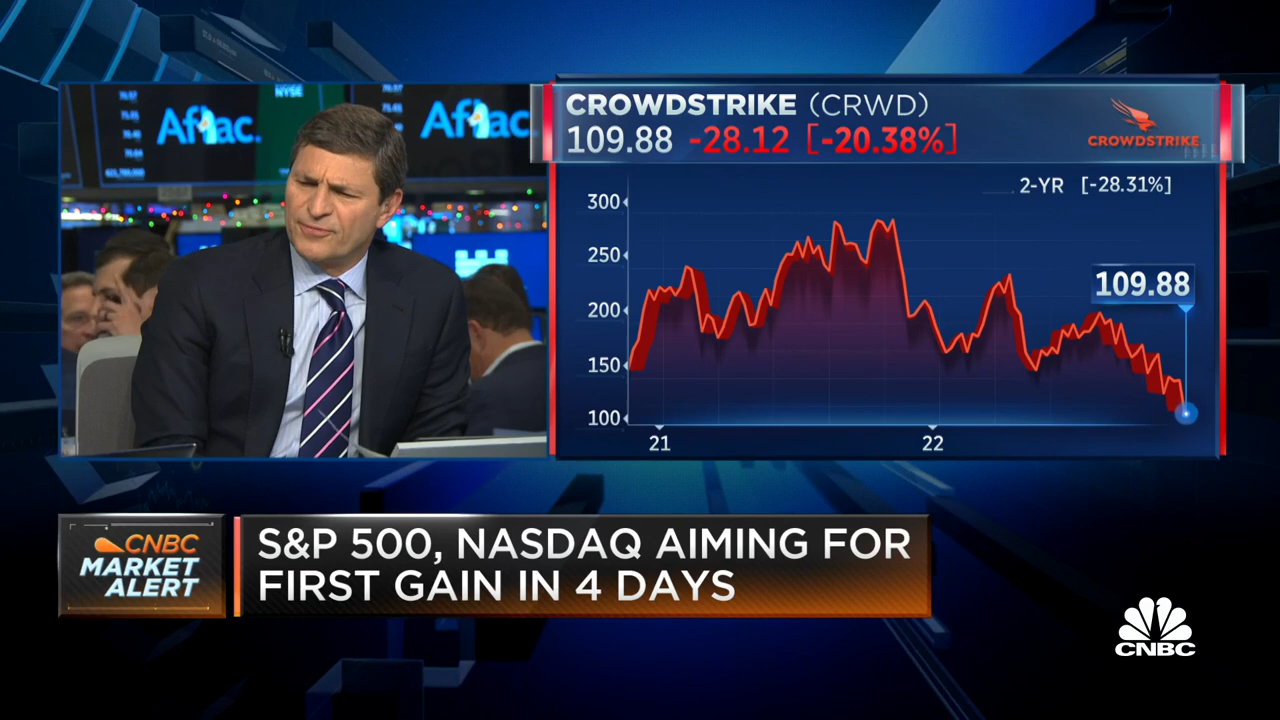 NYSE
Aflac.
Aflac.
CROWDSTRIKE (CRWD)
109.88 -28.12 [-20.38%]
CROWDSTRIKE
2-YR [-28.31%]
300
250
200
150
100
109.88
21
22
CNBC
MARKET
ALERT
S&P 500, NASDAQ AIMING FOR
FIRST GAIN IN 4 DAYS
CNBC